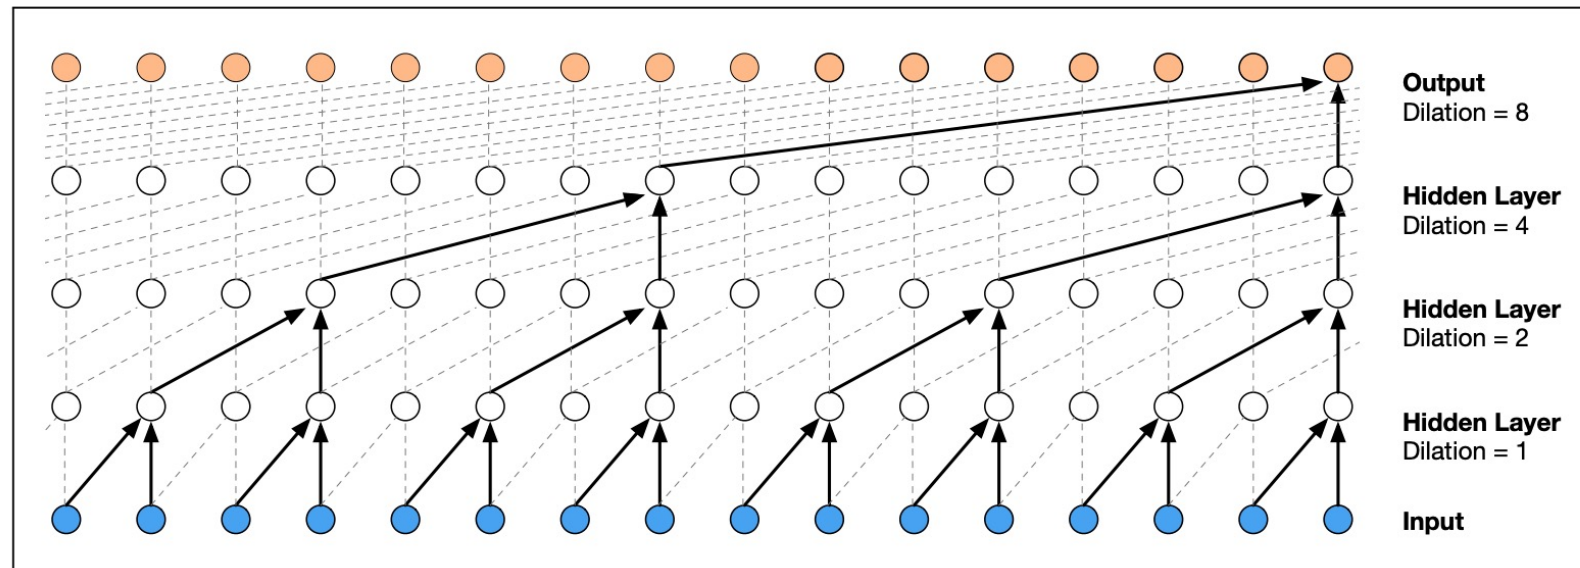 Output
Dilation = 8
Hidden Layer
Dilation = 4
Hidden Layer
Dilation = 2
Hidden Layer
Dilation = 1
Input